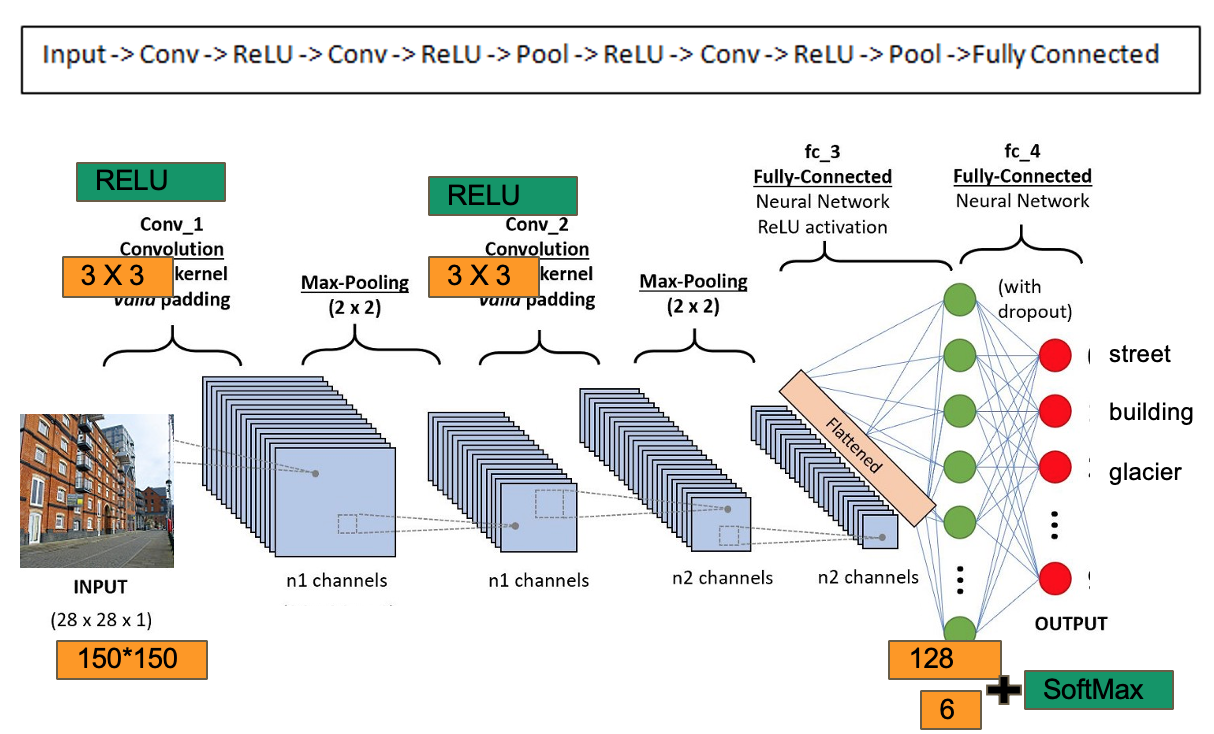 Input -> Conv -> ReLU -> Conv -> ReLU -> Pool -> ReLU -> Conv -> ReLU -> Pool ->Fully Connected
RELU
Conv_1
Convolution
3 X 3 kernel
valid padding
Max-Pooling
(2 x 2)
RELU
Conv_2
Convolution
3 X 3 kernel
valid padding
Max-Pooling
(2 x 2)
fc_3
Fully-Connected
Neural Network
ReLU activation
fc_4
Fully-Connected
Neural Network
(with
dropout)
street
building
glacier
Flattened
INPUT
(28 x 28 x 1)
150*150
n1 channels
n1 channels
n2 channels
n2 channels
OUTPUT
128
6
SoftMax